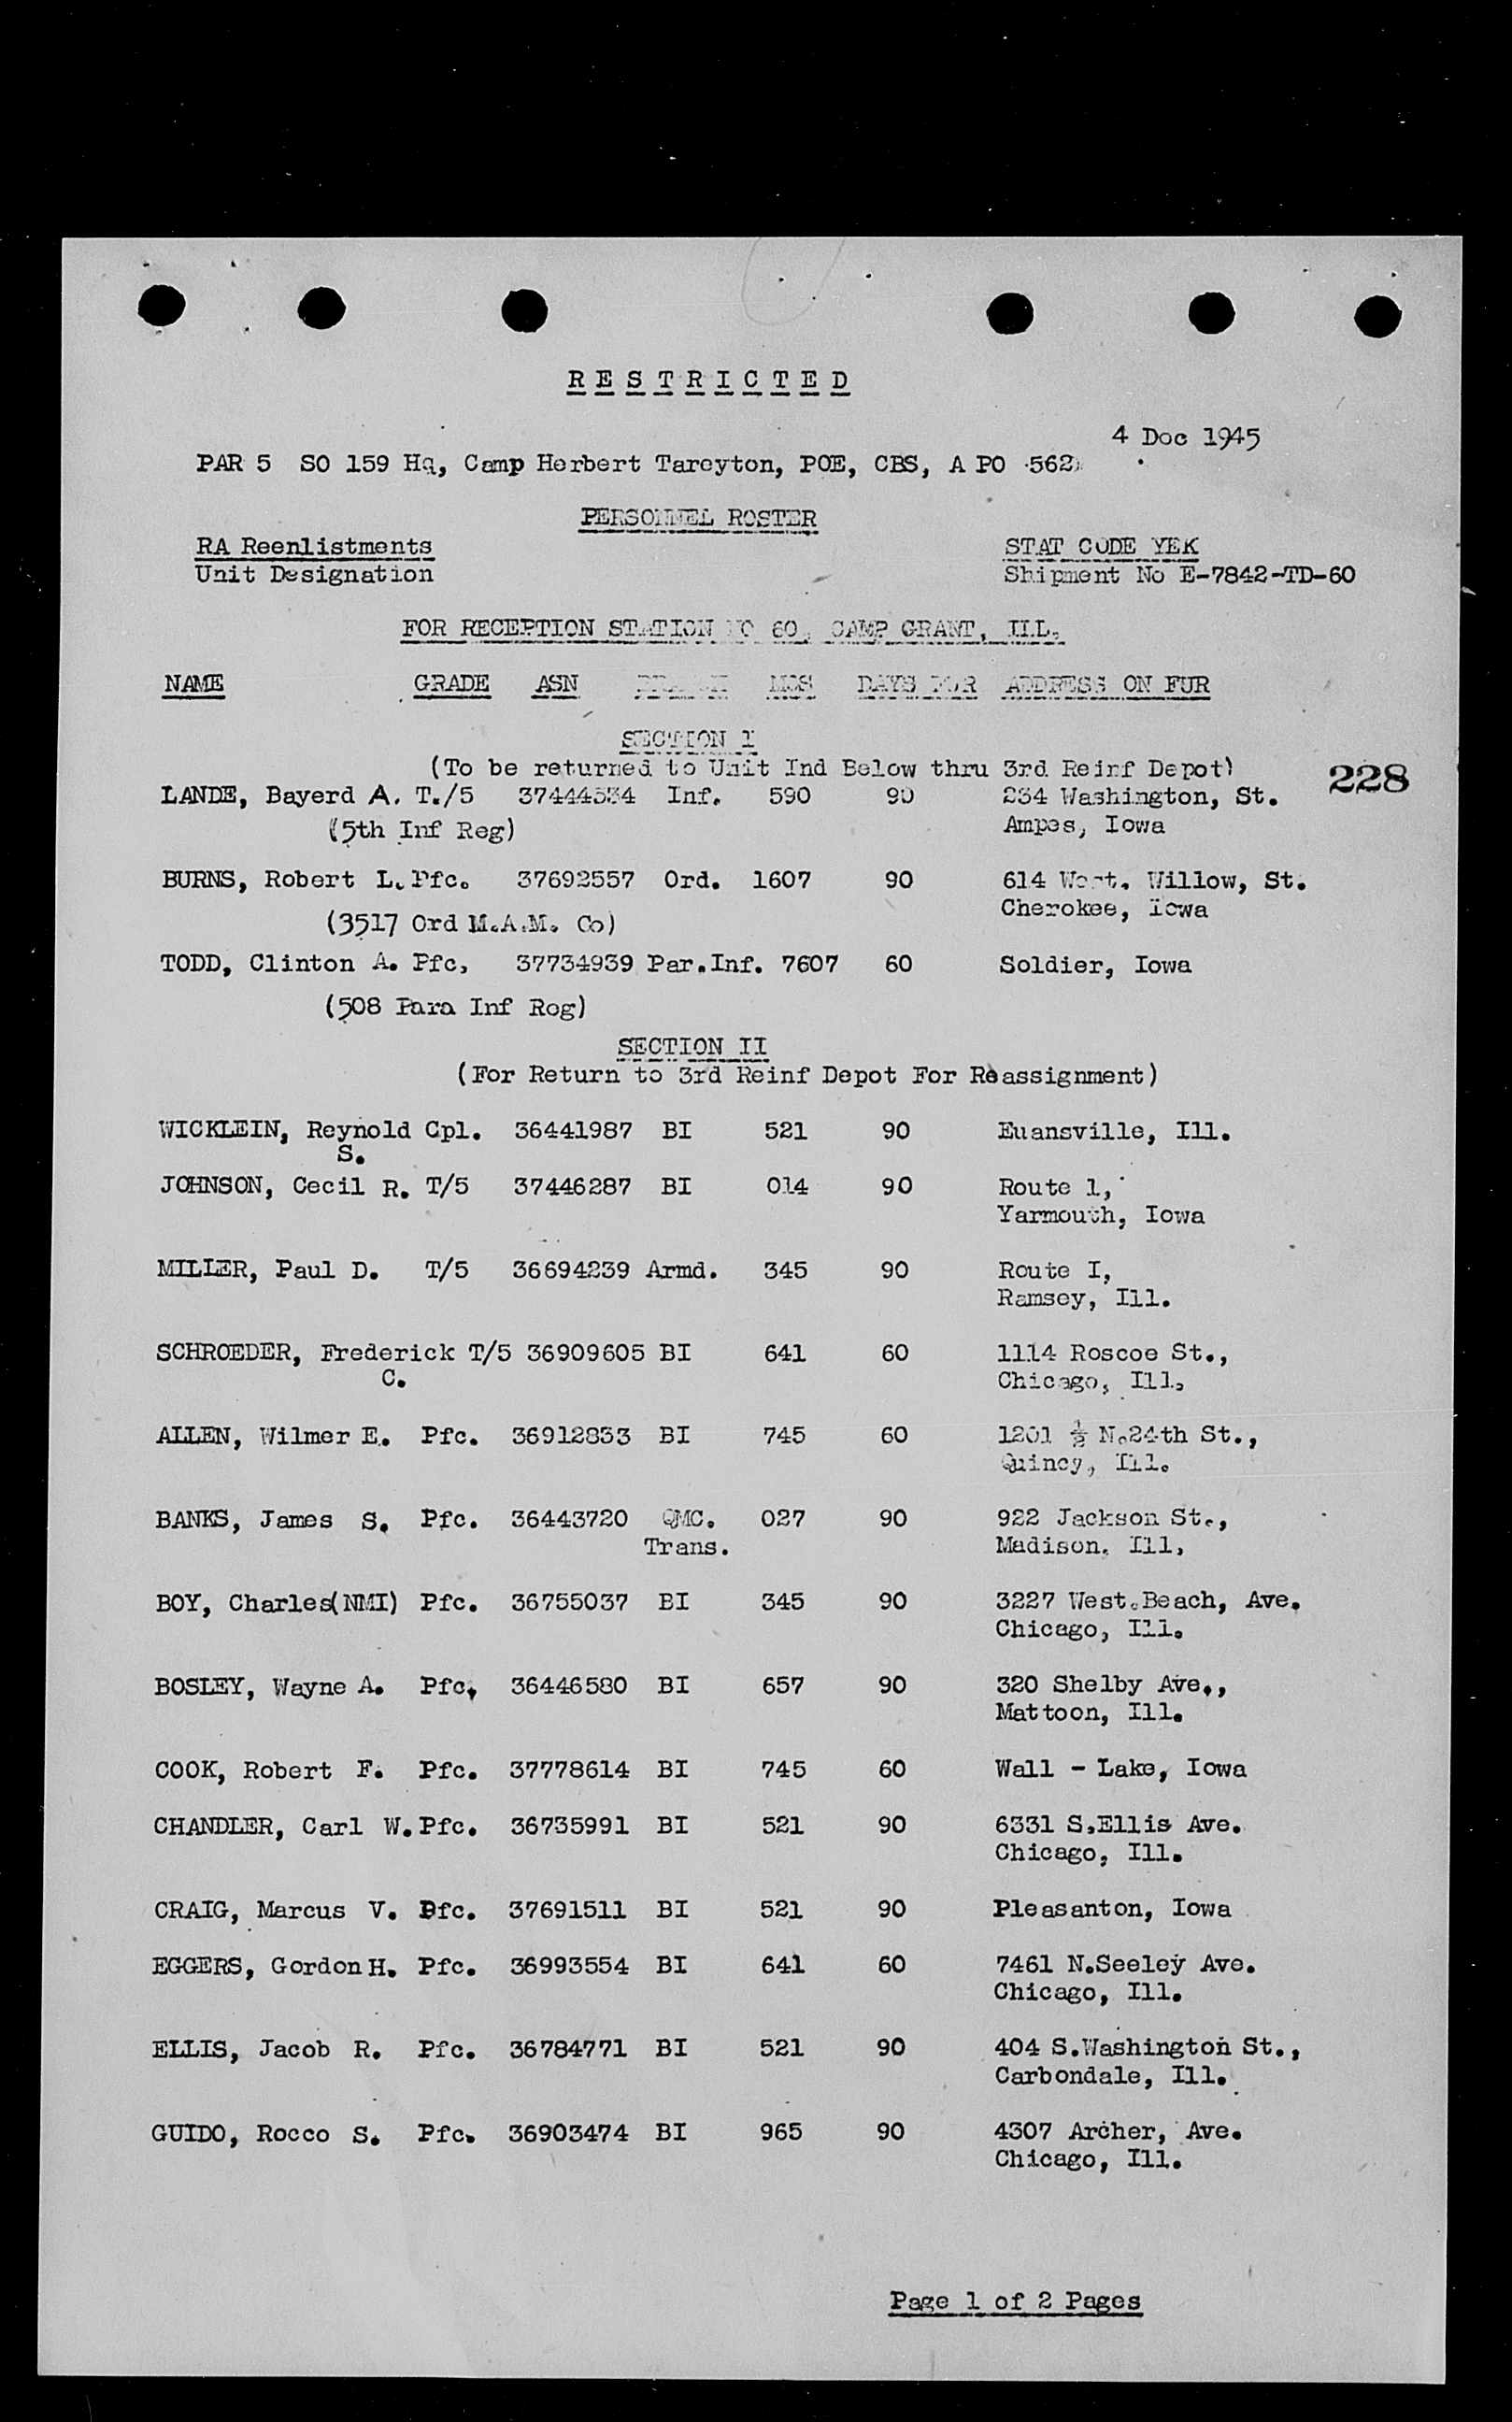 R E S T R I C T E D
4 Dec 1945
PAR 5 SO 159 Hq, Camp Herbert Tareyton, POE, CBS, A PO 562
PERSONNEL ROSTER
RA Reenlistments STAT CODE YEK
Unit Designation Shipment No E-7842-TD-60
FOR RECEPTION STATION NO 60, CAMP GRANT, ILL.
NAME GRADE ASN BRANCH MOS DAYS FUR ADDRESS ON FUR
SECTION I
(To be returned to Unit Ind Below thru 3rd Reinf Depot)
228
LANDE, Bayerd A. T./5 37444534 Inf. 590 90 234 Washington, St.
(5th Inf Reg) Ampes, Iowa
BURNS, Robert L. Pfc. 37692557 Ord. 1607 90 614 West. Willow, St.
Cherokee, Iowa
(3517 Ord M.A.M. Co)
TODD, Clinton A. Pfc, 37734939 Par.Inf. 7607 60 Soldier, Iowa
(508 Para Inf Reg)
SECTION II
(For Return to 3rd Reinf Depot For Reassignment)
WICKLEIN, Reynold Cpl. 36441987 BI 521 90 Euansville, Ill.
S.
JOHNSON, Cecil R. T/5 37446287 BI 014 90 Route 1,
Yarmouth, Iowa
MILLER, Paul D. T/5 36694239 Armd. 345 90 Route I,
Ramsey, Ill.
SCHROEDER, Frederick T/5 36909605 BI 641 60 1114 Roscoe St.,
C. Chicago, Ill.
ALLEN, Wilmer E. Pfc. 36912833 BI 745 60 1201 ½ N.24th St.,
Quincy, Ill.
BANKS, James S. Pfc. 36443720 QMC. 027 90 922 Jackson St.,
Trans. Madison, Ill,
BOY, Charles(NMI) Pfc. 36755037 BI 345 90 3227 West.Beach, Ave.
Chicago, Ill.
BOSLEY, Wayne A. Pfc, 36446580 BI 657 90 320 Shelby Ave.,
Mattoon, Ill.
COOK, Robert F. Pfc. 37778614 BI 745 60 Wall - Lake, Iowa
CHANDLER, Carl W. Pfc. 36735991 BI 521 90 6331 S.Ellis Ave.
Chicago, Ill.
CRAIG, Marcus V. Pfc. 37691511 BI 521 90 Pleasanton, Iowa
EGGERS, Gordon H. Pfc. 36993554 BI 641 60 7461 N.Seeley Ave.
Chicago, Ill.
ELLIS, Jacob R. Pfc. 36784771 BI 521 90 404 S.Washington St.,
Carbondale, Ill.
GUIDO, Rocco S. Pfc. 36903474 BI 965 90 4307 Archer, Ave.
Chicago, Ill.
Page 1 of 2 Pages